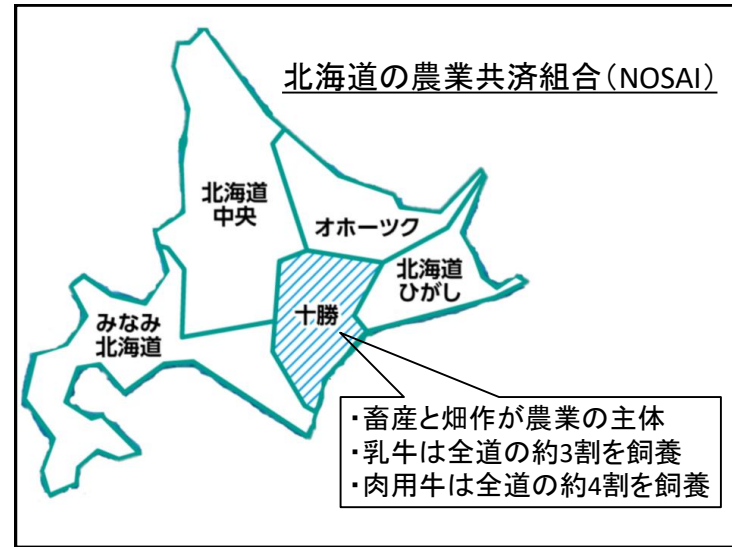 北海道の農業共済組合（NOSAI）
北海道
中央
オホーツク
北海道
ひがし
十勝
みなみ
北海道
・畜産と畑作が農業の主体
・乳牛は全道の約3割を飼養
・肉用牛は全道の約4割を飼養